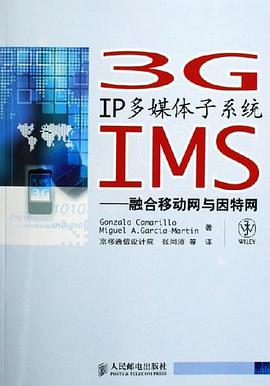 3G
IP多媒体子系统
IMS
——融合移动网与因特网
Gonzalo Camarillo
Miguel A.Garcia-Martin 著
京移通信设计院 张同须 等 译
WILEY
人民邮电出版社
POSTS & TELECOM PRESS